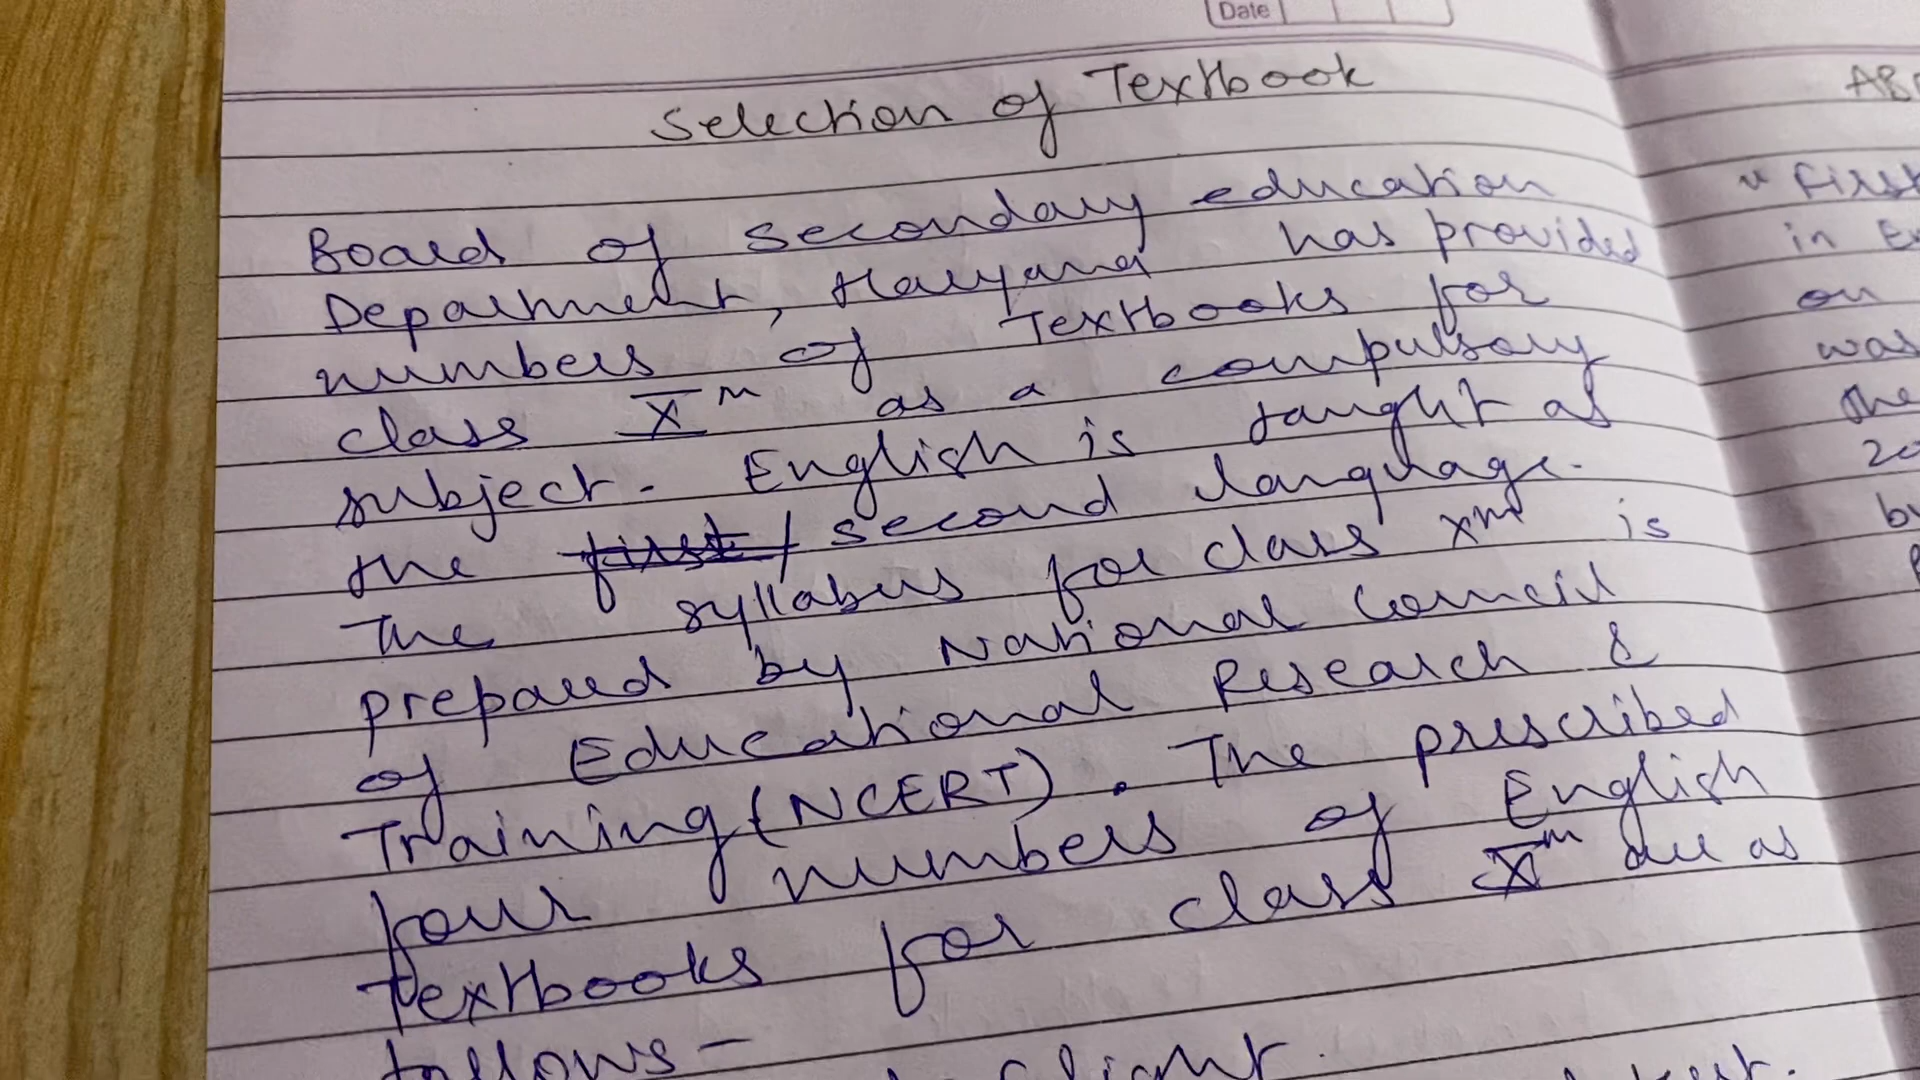 Date
Selection of Textbook
Board of secondary education
Department, Haryana has provided
numbers of Textbooks for
class Xth as a compulsory
subject. English is taught as
the first / second language.
The syllabus for class Xth is
prepared by National Council
of Educational Research &
Training (NCERT). The prescribed
four numbers of English
Textbooks for class Xth are as
follows-
flight.
first
in
on
was
the
by